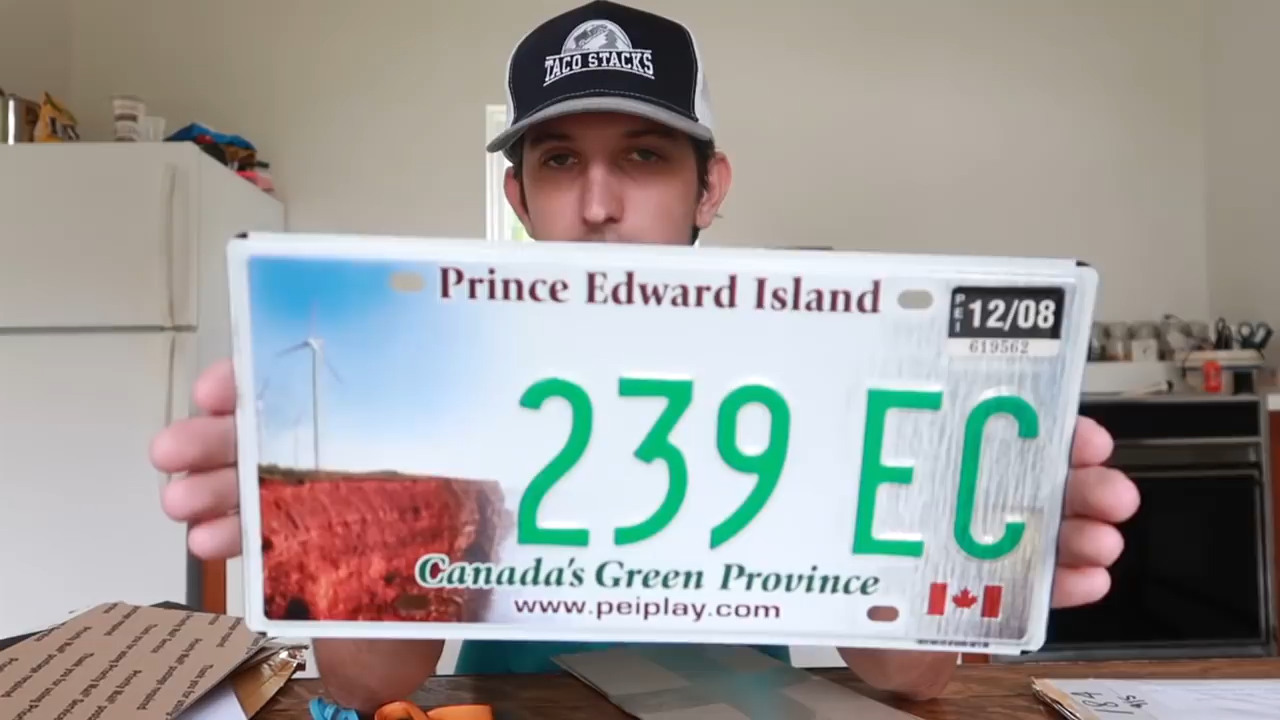 TACO STACKS
Prince Edward Island
PEI 12/08
619562
239 EC
Canada's Green Province
www.peiplay.com